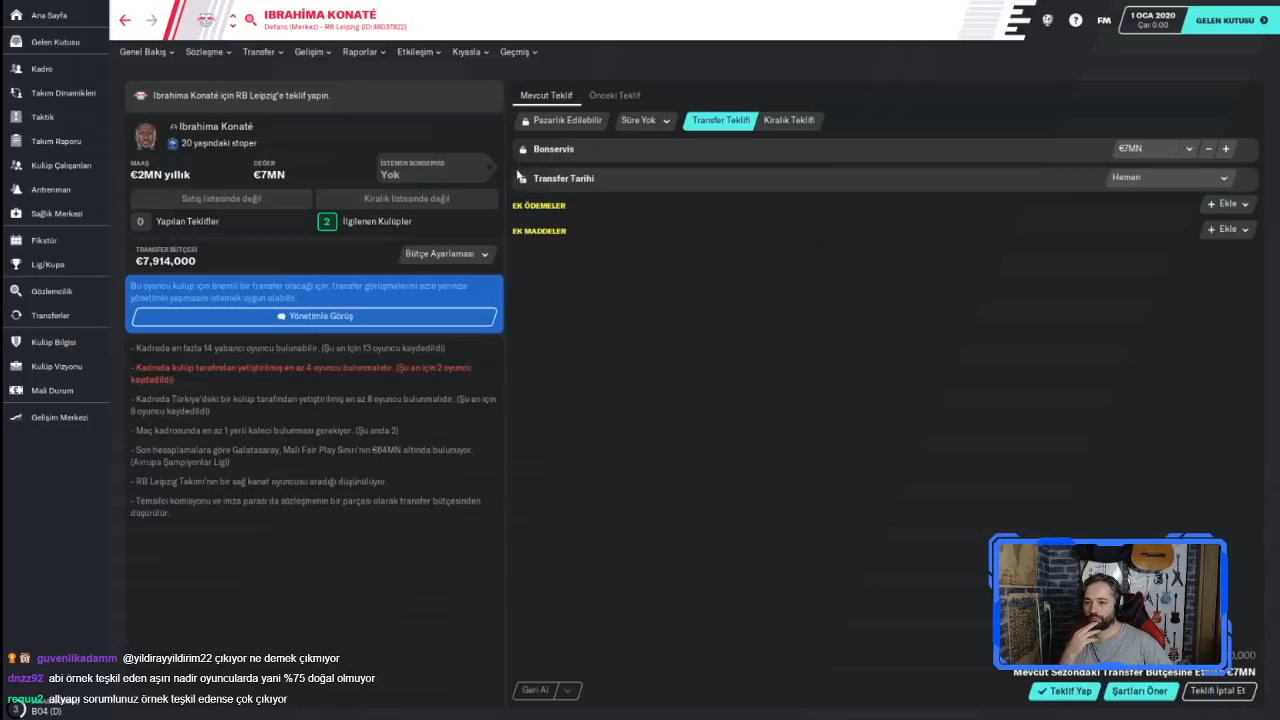 Ana Sayfa
Gelen Kutusu
Kadro
Takım Dinamikleri
Taktik
Takım Raporu
Kulüp Çalışanları
Antrenman
Sağlık Merkezi
Fikstür
Lig/Kupa
Gözlemcilik
Transferler
Kulüp Bilgisi
Kulüp Vizyonu
Mali Durum
Gelişim Merkezi
IBRAHİMA KONATÉ
Defans (Merkez) - RB Leipzig (ID:48037822)
FM
1 OCA 2020
Çar 0:00
GELEN KUTUSU
Genel Bakış Sözleşme Transfer Gelişim Raporlar Etkileşim Kıyasla Geçmiş
Ibrahima Konaté için RB Leipzig'e teklif yapın.
Ibrahima Konaté
20 yaşındaki stoper
MAAŞ
€2MN yıllık
DEĞER
€7MN
İSTENEN BONSERVİS
Yok
Satış listesinde değil
Kiralık listesinde değil
0 Yapılan Teklifler
2 İlgilenen Kulüpler
TRANSFER BÜTÇESİ
€7,914,000
Bütçe Ayarlaması
Bu oyuncu kulüp için önemli bir transfer olacağı için, transfer görüşmelerini sizin yerinize
yönetimin yapmasını istemek uygun olabilir.
Yönetimle Görüş
- Kadroda en fazla 14 yabancı oyuncu bulunabilir. (Şu an için 13 oyuncu kaydedildi)
- Kadroda kulüp tarafından yetiştirilmiş en az 4 oyuncu bulunmalıdır. (Şu an için 2 oyuncu
kaydedildi)
- Kadroda Türkiye'deki bir kulüp tarafından yetiştirilmiş en az 8 oyuncu bulunmalıdır. (Şu an için
8 oyuncu kaydedildi)
- Maç kadrosunda en az 1 yerli kaleci bulunması gerekiyor. (Şu anda 2)
- Son hesaplamalara göre Galatasaray, Mali Fair Play Sınırı'nın €64MN altında bulunuyor.
(Avrupa Şampiyonlar Ligi)
- RB Leipzig Takımı'nın bir sağ kanat oyuncusu aradığı düşünülüyor.
- Temsilci komisyonu ve imza parası da sözleşmenin bir parçası olarak transfer bütçesinden
düşürülür.
Mevcut Teklif Önceki Teklif
Pazarlık Edilebilir Süre Yok Transfer Teklifi Kiralık Teklifi
Bonservis €7MN
Transfer Tarihi Hemen
EK ÖDEMELER + Ekle
EK MADDELER + Ekle
Mevcut Sezondaki Transfer Bütçesine €7MN
Geri Al
Teklif Yap Şartları Öner Teklifi İptal Et
guvenlikadamm @yildirayyildirim22 çıkıyor ne demek çıkmıyor
dnzz92 abi örnek teşkil eden aşırı nadir oyuncularda yani %75 doğal olmuyor
requu2 altyapı sorumlunuz örnek teşkil edense çok çıkıyor
3
B04 (D)